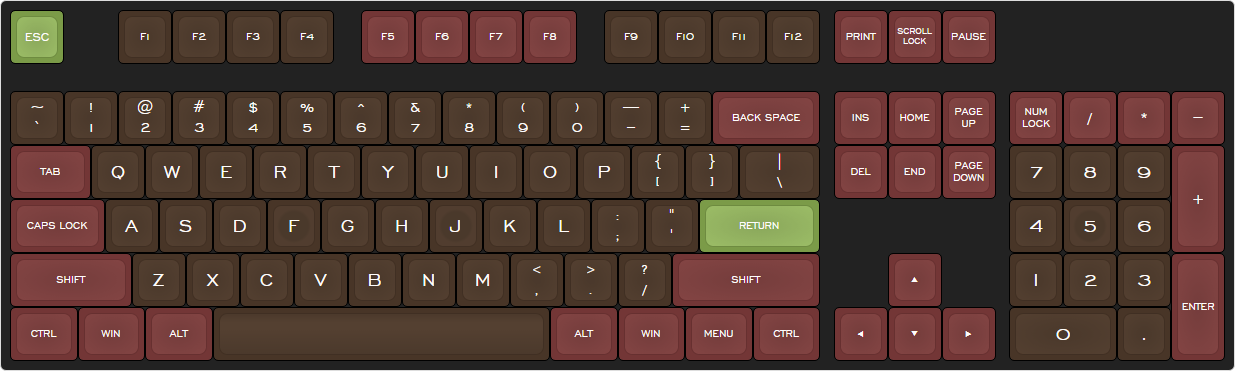 ESC F1 F2 F3 F4 F5 F6 F7 F8 F9 F10 F11 F12 PRINT SCROLL LOCK PAUSE
~ ! @ # $ % ^ & * ( ) — + BACK SPACE INS HOME PAGE UP NUM LOCK / * —
` 1 2 3 4 5 6 7 8 9 0 - =
TAB Q W E R T Y U I O P { } | DEL END PAGE DOWN 7 8 9 +
[ ] \
CAPS LOCK A S D F G H J K L : " RETURN 4 5 6
; '
SHIFT Z X C V B N M < > ? SHIFT ▲ 1 2 3 ENTER
, . /
CTRL WIN ALT ALT WIN MENU CTRL ◄ ▼ ► 0 .